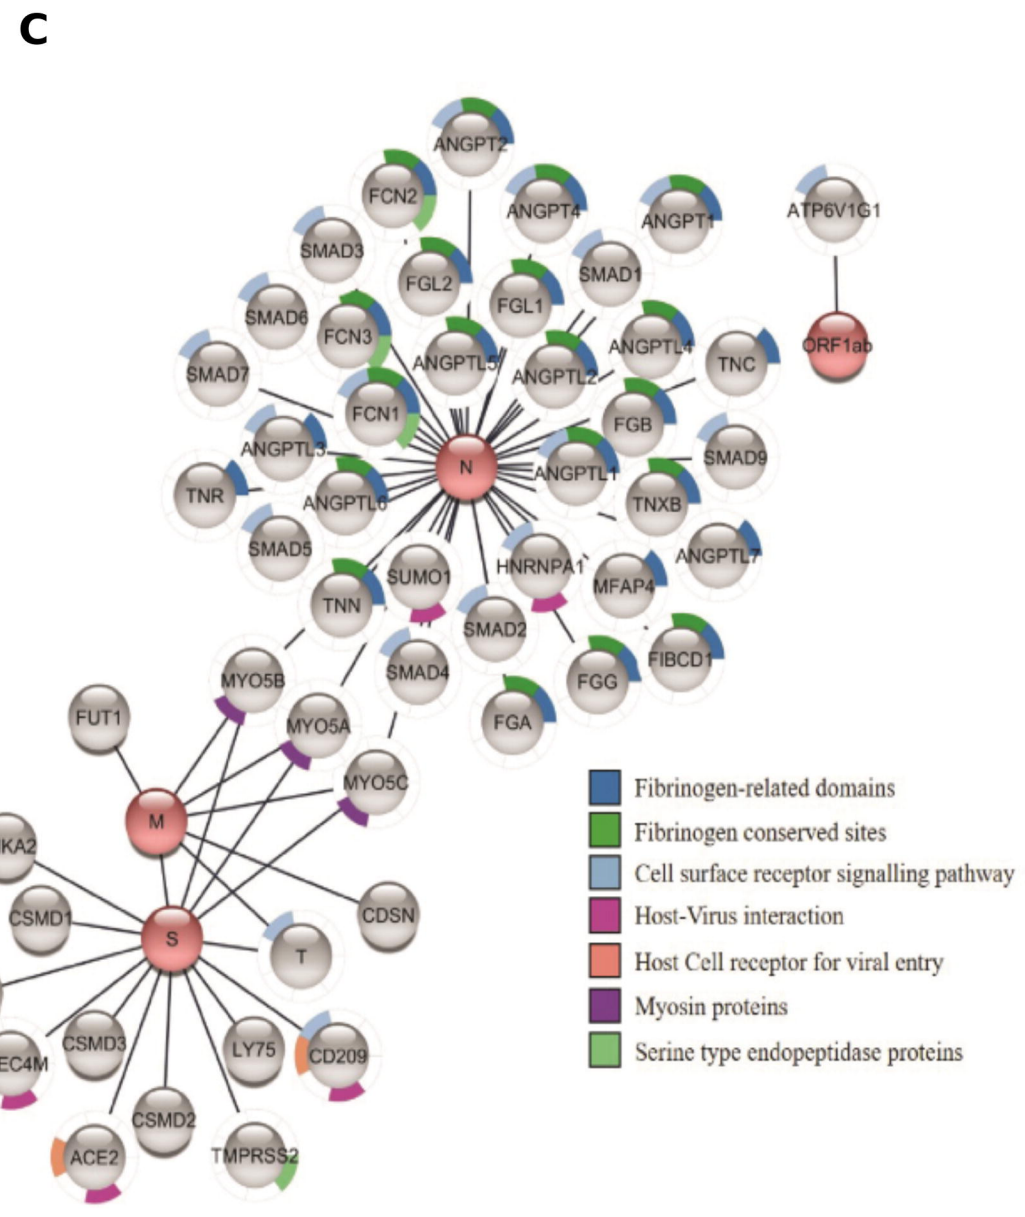 C
ANGPT2
FCN2
ANGPT4
ANGPT1
ATP6V1G1
SMAD3
SMAD1
FGL2
FGL1
SMAD6
FCN3
ANGPTL4
ORF1ab
ANGPTL5
TNC
SMAD7
ANGPTL2
FCN1
FGB
ANGPTL3
SMAD9
N
ANGPTL1
TNR
ANGPTL6
TNXB
SMAD5
ANGPTL7
HNRNPA1
SUMO1
MFAP4
TNN
SMAD2
FIBCD1
SMAD4
MYO5B
FGG
FUT1
MYO5A
FGA
MYO5C
Fibrinogen-related domains
M
Fibrinogen conserved sites
KA2
Cell surface receptor signalling pathway
CSMD1
CDSN
Host-Virus interaction
S
T
Host Cell receptor for viral entry
Myosin proteins
CSMD3
LY75
CD209
Serine type endopeptidase proteins
EC4M
CSMD2
ACE2
TMPRSS2